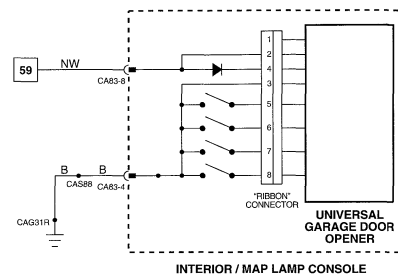 1
2
59
NW
4
CA83-8
3
5
6
7
B
B
8
CAS88
CA83-4
"RIBBON"
CONNECTOR
CAG31R
UNIVERSAL
GARAGE DOOR
OPENER
INTERIOR / MAP LAMP CONSOLE